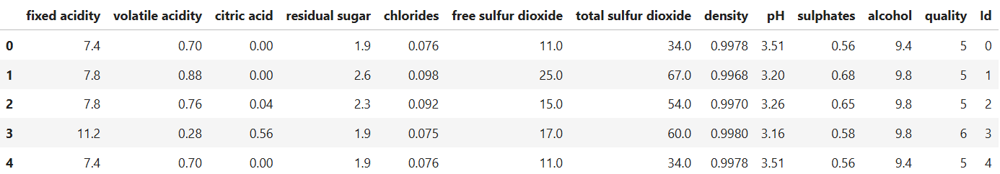 fixed acidity volatile acidity citric acid residual sugar chlorides free sulfur dioxide total sulfur dioxide density pH sulphates alcohol quality Id
0 7.4 0.70 0.00 1.9 0.076 11.0 34.0 0.9978 3.51 0.56 9.4 5 0
1 7.8 0.88 0.00 2.6 0.098 25.0 67.0 0.9968 3.20 0.68 9.8 5 1
2 7.8 0.76 0.04 2.3 0.092 15.0 54.0 0.9970 3.26 0.65 9.8 5 2
3 11.2 0.28 0.56 1.9 0.075 17.0 60.0 0.9980 3.16 0.58 9.8 6 3
4 7.4 0.70 0.00 1.9 0.076 11.0 34.0 0.9978 3.51 0.56 9.4 5 4